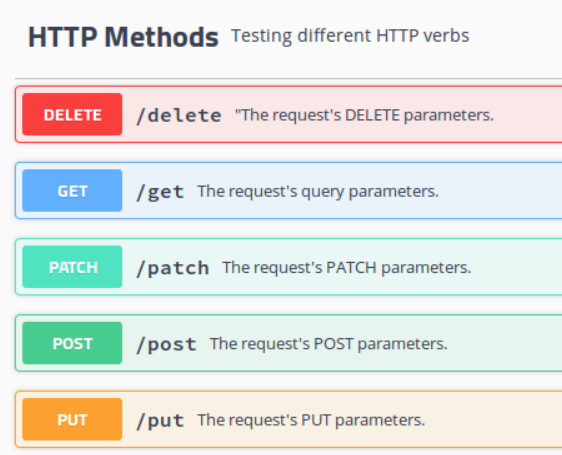 HTTP Methods Testing different HTTP verbs
DELETE /delete "The request's DELETE parameters.
GET /get The request's query parameters.
PATCH /patch The request's PATCH parameters.
POST /post The request's POST parameters.
PUT /put The request's PUT parameters.